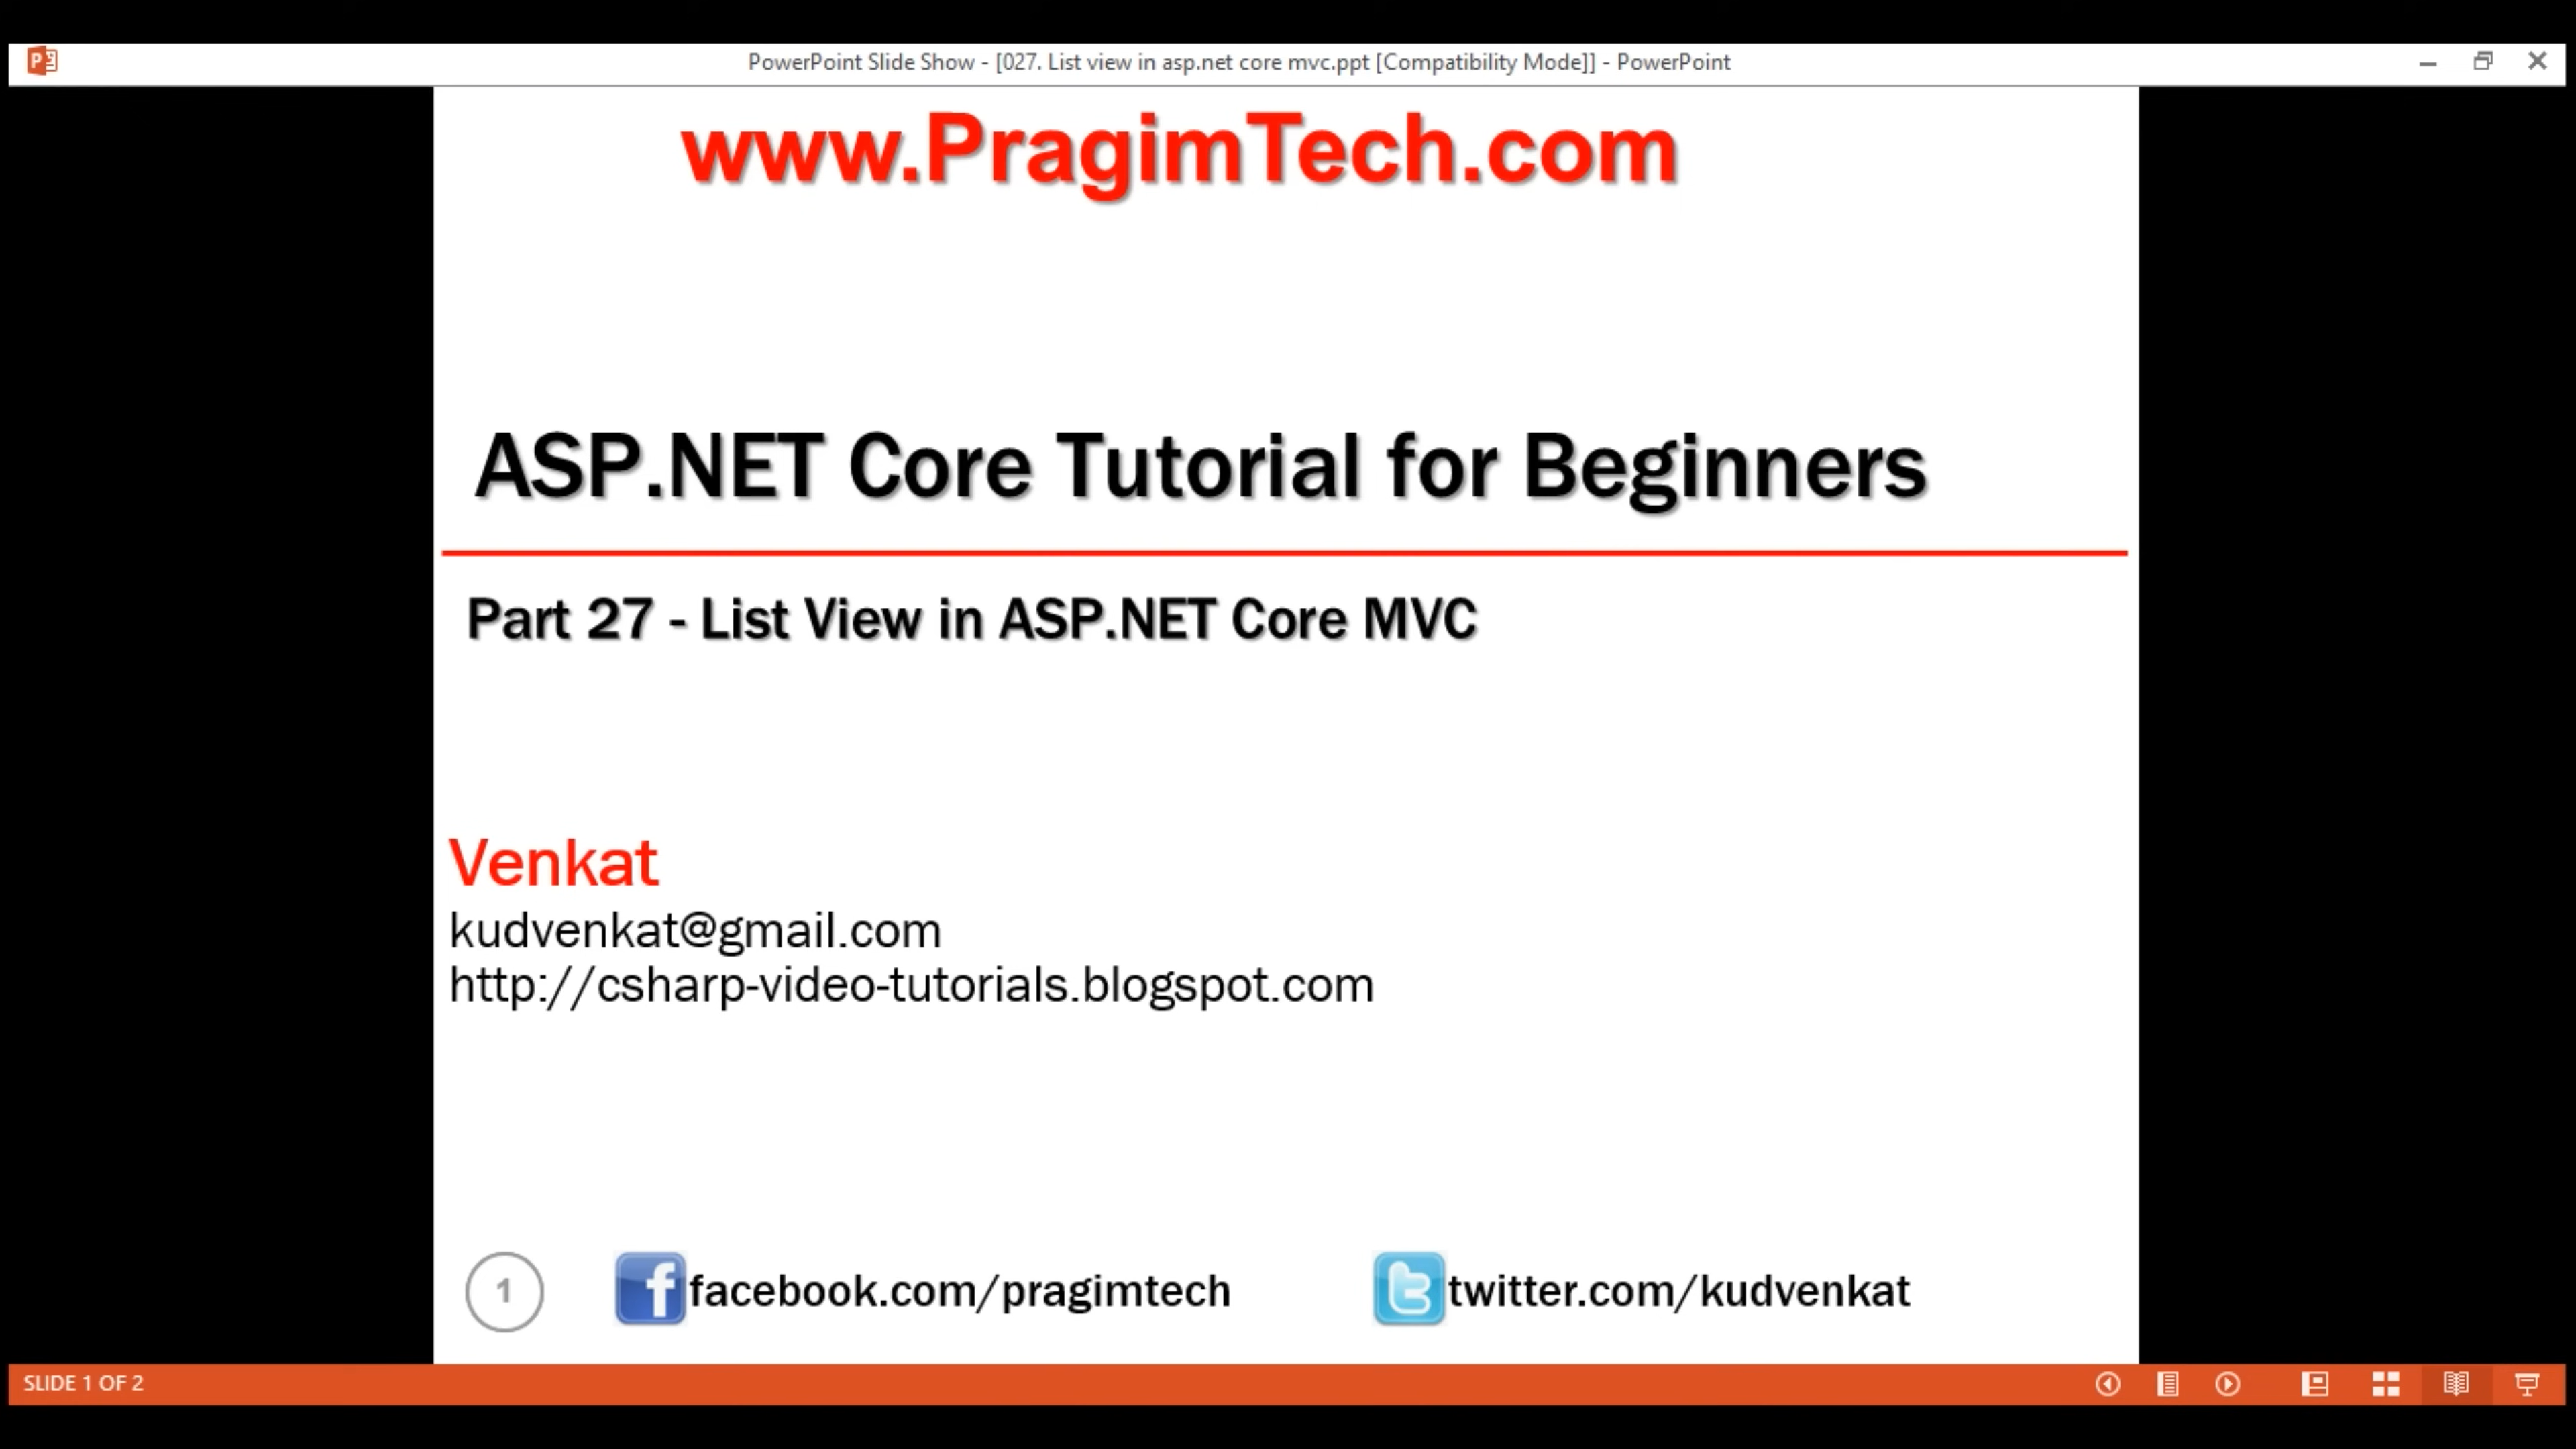 PowerPoint Slide Show - [027. List view in asp.net core mvc.ppt [Compatibility Mode]] - PowerPoint
www.PragimTech.com
ASP.NET Core Tutorial for Beginners
Part 27 - List View in ASP.NET Core MVC
Venkat
kudvenkat@gmail.com
http://csharp-video-tutorials.blogspot.com
1
facebook.com/pragimtech
twitter.com/kudvenkat
SLIDE 1 OF 2